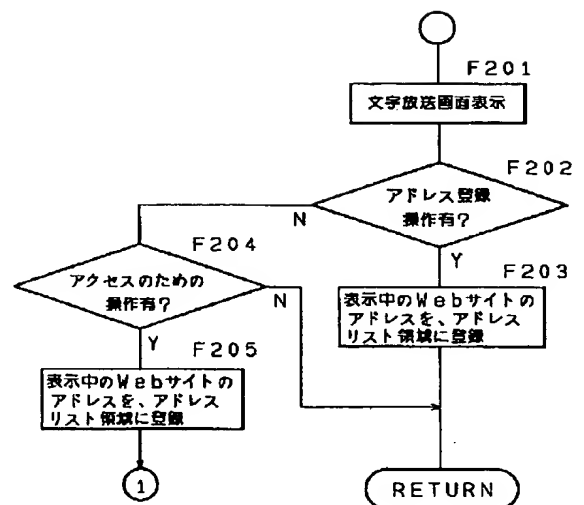 F201
文字放送画面表示
F202
アドレス登録
操作有?
N
Y
F203
表示中のWebサイトの
アドレスを、アドレス
リスト領域に登録
F204
アクセスのための
操作有?
N
Y
F205
表示中のWebサイトの
アドレスを、アドレス
リスト領域に登録
1
RETURN